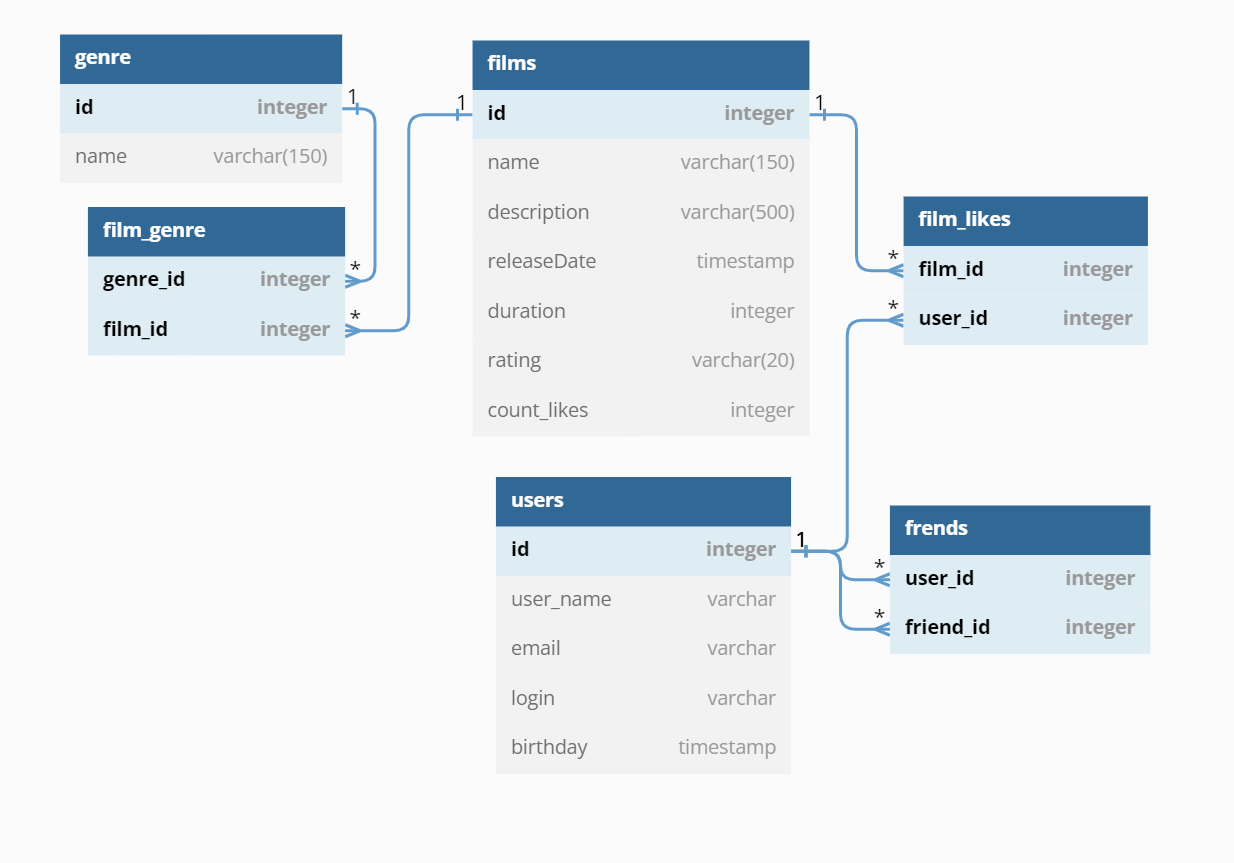 genre
id integer
name varchar(150)
1
film_genre
genre_id integer
film_id integer
*
*
films
1
1
id integer
name varchar(150)
description varchar(500)
releaseDate timestamp
duration integer
rating varchar(20)
count_likes integer
film_likes
*
film_id integer
*
user_id integer
users
1
id integer
user_name varchar
email varchar
login varchar
birthday timestamp
frends
*
user_id integer
*
friend_id integer